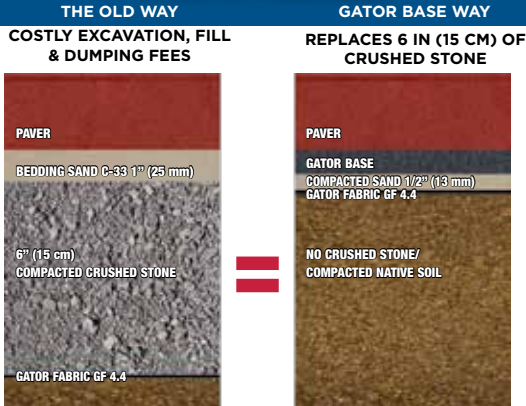 THE OLD WAY
COSTLY EXCAVATION, FILL
& DUMPING FEES
PAVER
BEDDING SAND C-33 1” (25 mm)
6” (15 cm)
COMPACTED CRUSHED STONE
GATOR FABRIC GF 4.4
GATOR BASE WAY
REPLACES 6 IN (15 CM) OF
CRUSHED STONE
PAVER
GATOR BASE
COMPACTED SAND 1/2” (13 mm)
GATOR FABRIC GF 4.4
NO CRUSHED STONE/
COMPACTED NATIVE SOIL